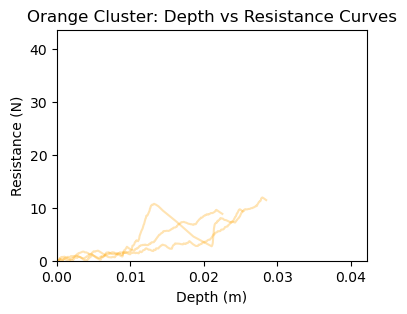 Orange Cluster: Depth vs Resistance Curves
Resistance (N)
40
30
20
10
0
0.00 0.01 0.02 0.03 0.04
Depth (m)